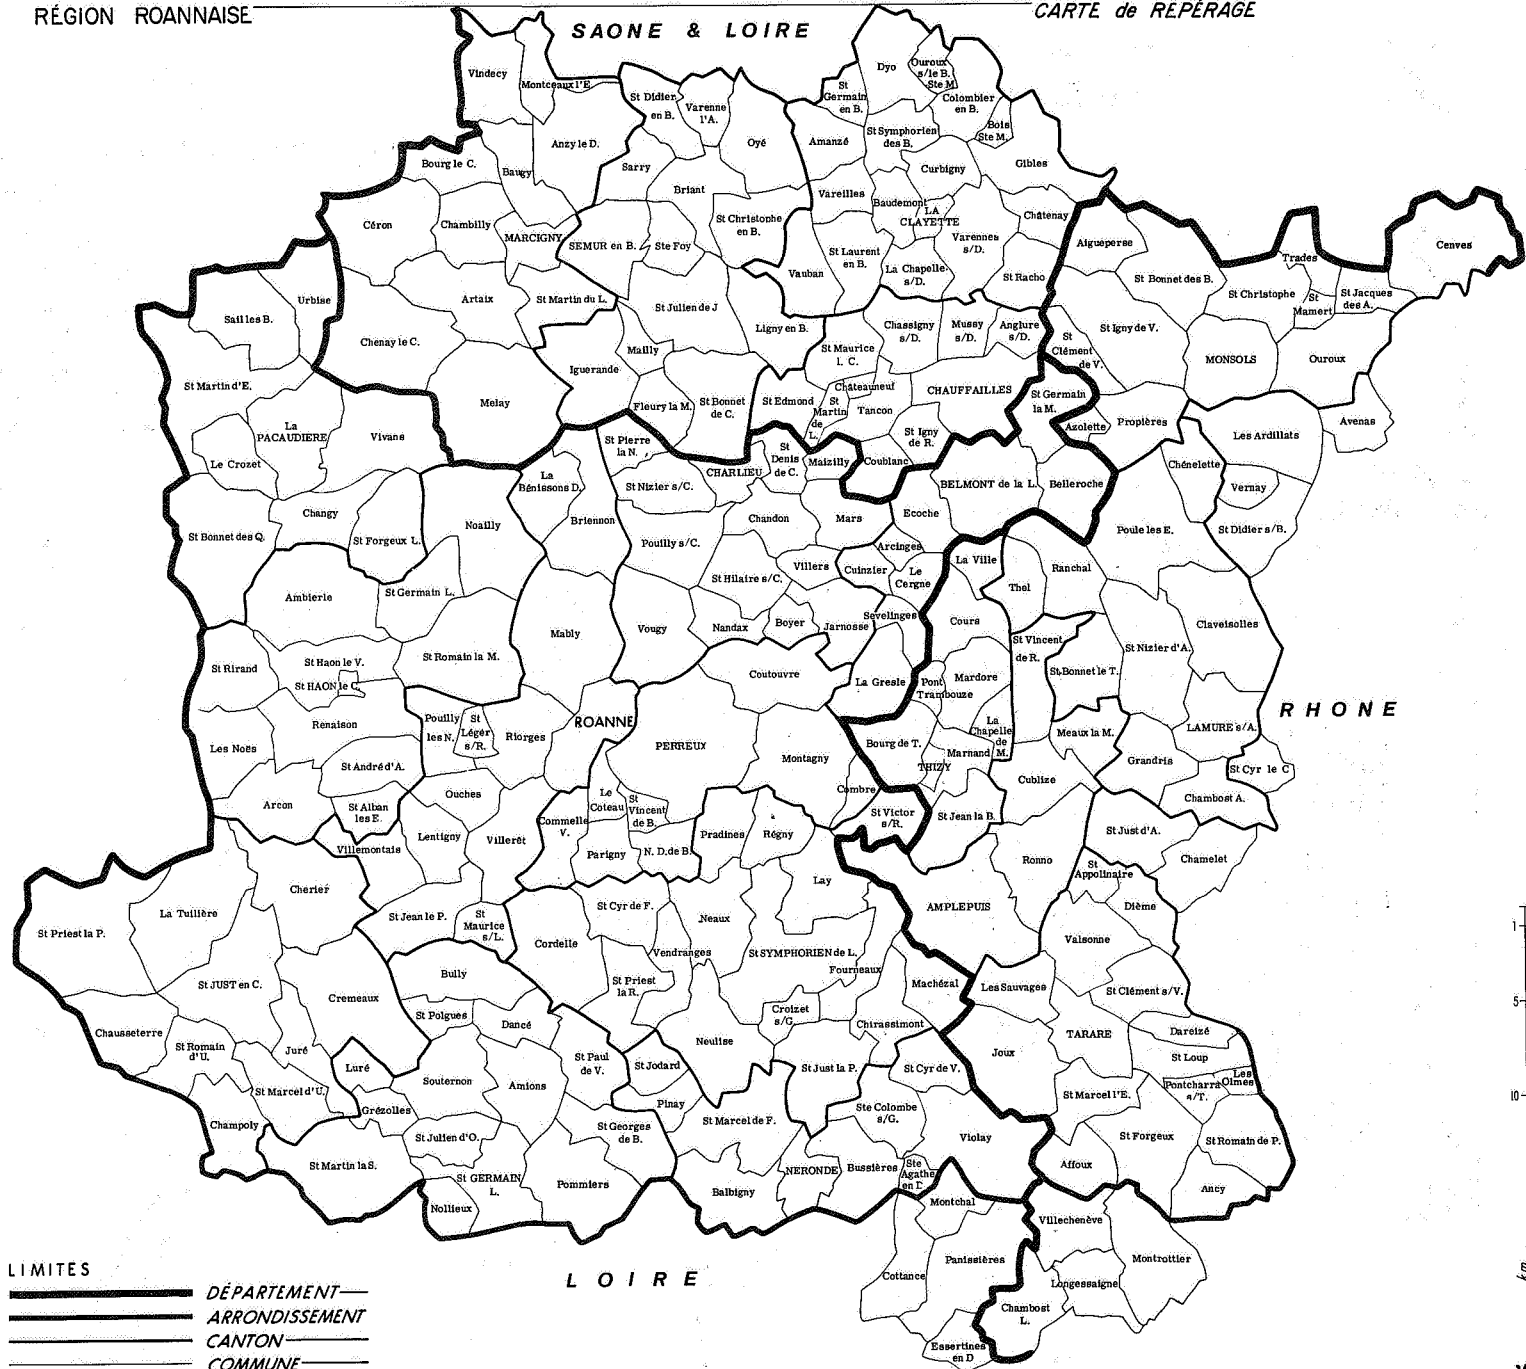 RÉGION ROANNAISE
CARTE de REPÉRAGE
SAONE & LOIRE
Vindecy
Montceaux l'E.
St Didier
en B.
Varenne
l'A.
Oyé
Anzy le D.
Sarry
Briant
Bourg le C.
Baugy
St Germain
en B.
Dyo
Ouroux
s/le B.
Ste M.
Colombier
en B.
Bois
Ste M.
Amanzé
St Symphorien
des B.
Curbigny
Gibles
Vareilles
Baudemont
LA
CLAYETTE
Châtenay
Céron
Chambilly
MARCIGNY
SEMUR en B.
Ste Foy
St Christophe
en B.
Vauban
St Laurent
en B.
La Chapelle
s/D.
Varennes
s/D.
St Racho
Aigueperse
St Bonnet des B.
Trades
Cenves
St Christophe
St
Mamert
St Jacques
des A.
Urbise
Sail les B.
Artaix
St Martin du L.
St Julien de J
Ligny en B.
Chenay le C.
Mailly
Iguerande
St Maurice
l. C.
Chassigny
s/D.
Mussy
s/D.
Anglure
s/D.
St
Clément
de V.
St Igny de V.
MONSOLS
Ouroux
St Martin d'E.
Melay
Fleury la M.
St Bonnet
de C.
St Edmond
Châteauneuf
St
Martin
de
L.
Tancon
CHAUFFAILLES
St Igny
de R.
Coublanc
St Germain
la M.
Azolette
Propières
Les Ardillats
Avenas
La
PACAUDIERE
Vivans
Le Crozet
St Pierre
la N.
CHARLIEU
St
Denis
de C.
Maizilly
La
Bénissons D.
St Nizier s/C.
BELMONT de la L.
Belleroche
Chénelette
Vernay
St Didier s/B.
Changy
St Bonnet des Q.
St Forgeux L.
Noailly
Briennon
Pouilly s/C.
Chandon
Mars
Ecoche
Arcinges
Poule les E.
Ambierle
St Germain L.
St Hilaire s/C.
Villers
Cuinzier
Le
Cergne
La Ville
Thel
Ranchal
Mably
Vougy
Nandax
Boyer
Jarnosse
Sevelinges
Cours
St Vincent
de R.
St Bonnet le T.
St Nizier d'A.
Claveisolles
St Rirand
St Haon le V.
St HAON le C.
St Romain la M.
Coutouvre
La Gresle
Pont
Trambouze
Mardore
Renaison
Pouilly
les N.
St
Léger
s/R.
Riorges
ROANNE
PERREUX
Montagny
Bourg de T.
La
Chapelle
de
M.
Marnand
THIZY
Meaux la M.
LAMURE s/A.
RHONE
Les Noës
St André d'A.
Grandris
St Cyr le C
Arcon
St Alban
les E.
Ouches
Le
Coteau
St
Vincent
de B.
Combre
Cublize
Chambost A.
Villemontais
Lentigny
Villerêt
Commelle
V.
Parigny
N. D. de B.
Pradines
Régny
St Victor
s/R.
St Jean la B.
St Just d'A.
Ronno
Chamelet
St
Appolinaire
Dième
Cherier
Lay
La Tuilière
St Jean le P.
St
Maurice
s/L.
Cordelle
St Cyr de F.
Neaux
AMPLEPUIS
St Priest la P.
Vendranges
St SYMPHORIEN de L.
Valsonne
Bully
St Priest
la R.
Fourneaux
Machézal
Les Sauvages
St Clément s/V.
St JUST en C.
Cremeaux
St Polgues
Dancé
Croizet
s/G.
Chirassimont
TARARE
Dareizé
Chausseterre
St Romain
d'U.
Juré
Luré
Souternon
Amions
St Paul
de V.
Neulise
St Jodard
St Just la P.
St Cyr de V.
Joux
St Loup
St Marcel d'U.
Grézolles
Pinay
St Marcel de F.
Ste Colombe
s/G.
St Marcel l'E.
Pontcharra
s/T.
Les
Olmes
Champoly
St Julien d'O.
St Georges
de B.
Violay
St Forgeux
St Romain de P.
St Martin la S.
St GERMAIN
L.
Pommiers
Balbigny
NERONDE
Bussières
Ste
Agathe
en D
Affoux
Ancy
Nollieux
Montchal
Villechenève
Panissières
Montrottier
Cottance
Longessaigne
Chambost
L.
Essertines
en D
LOIRE
LIMITES
DÉPARTEMENT
ARRONDISSEMENT
CANTON
COMMUNE
1
5
10
km